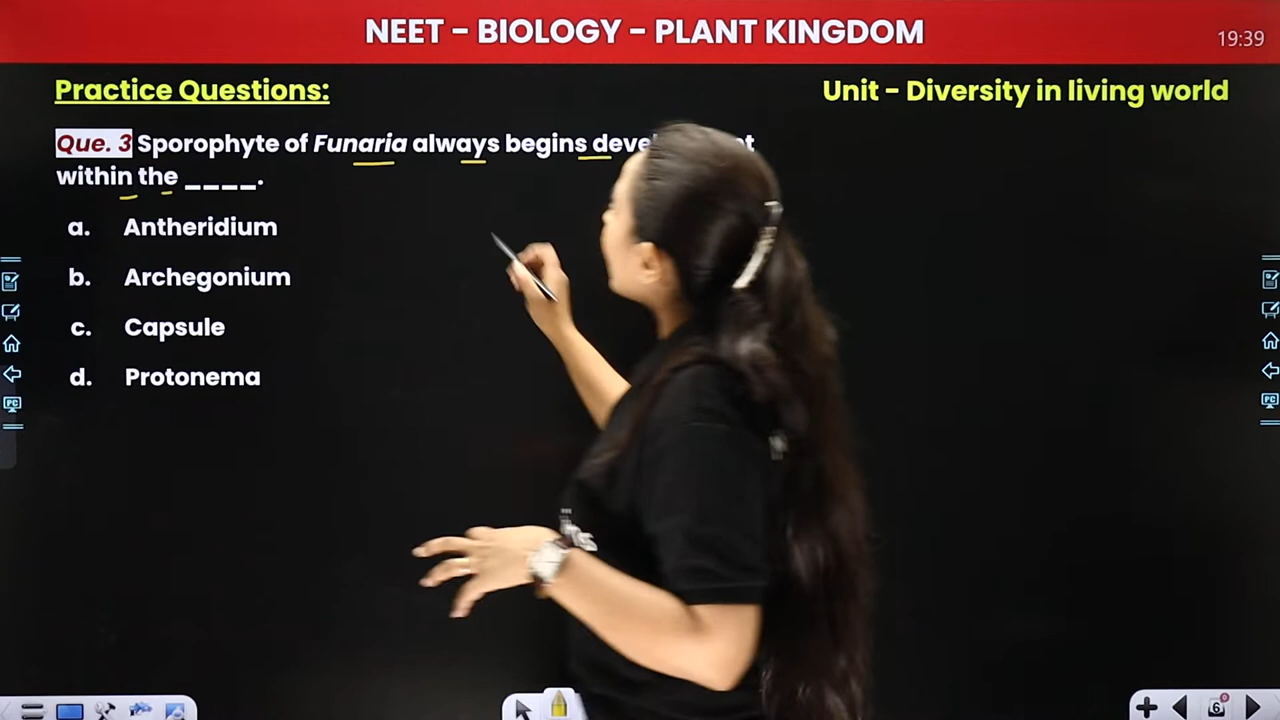 NEET - BIOLOGY - PLANT KINGDOM
19:39
Practice Questions:
Unit - Diversity in living world
Que. 3 Sporophyte of Funaria always begins
within the ____.
a. Antheridium
b. Archegonium
c. Capsule
d. Protonema